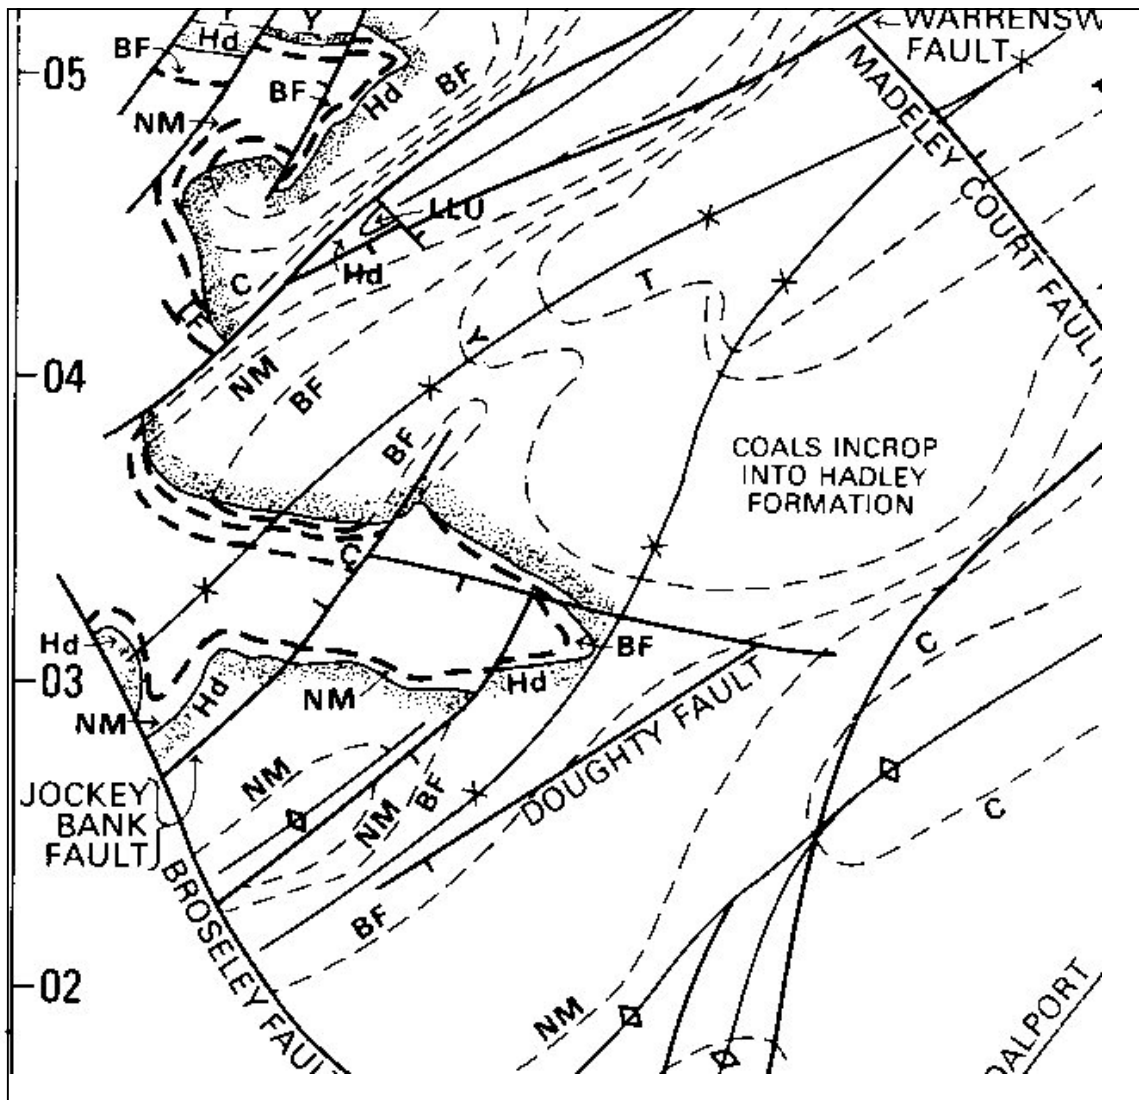 Y Y
WARRENSW
FAULT
Hd
BF
05
BF
Hd
BF
MADELEY COURT FAULT
NM
LLU
Hd
C
T
Y
NM
04
BF
BF
COALS INCROP
INTO HADLEY
FORMATION
C
Hd
BF
C
03
Hd
NM
Hd
NM
DOUGHTY FAULT
NM
BF
NM
JOCKEY
BANK
FAULT
C
BF
BROSELEY FAUL
02
NM
OALPORT